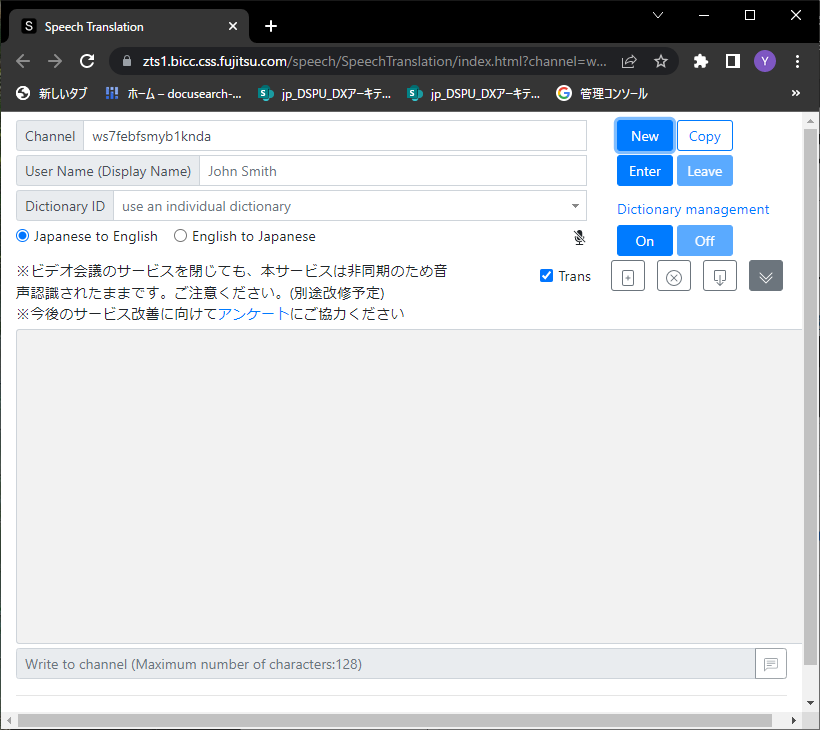 S Speech Translation
zts1.bicc.css.fujitsu.com/speech/SpeechTranslation/index.html?channel=w...
Y
新しいタブ ホーム – docusearch-... jp_DSPU_DXアーキテ... jp_DSPU_DXアーキテ... 管理コンソール »
Channel ws7febfsmyb1knda New Copy
User Name (Display Name) John Smith Enter Leave
Dictionary ID use an individual dictionary Dictionary management
Japanese to English English to Japanese On Off
※ビデオ会議のサービスを閉じても、本サービスは非同期のため音 Trans
声認識されたままです。ご注意ください。(別途改修予定)
※今後のサービス改善に向けてアンケートにご協力ください
Write to channel (Maximum number of characters:128)